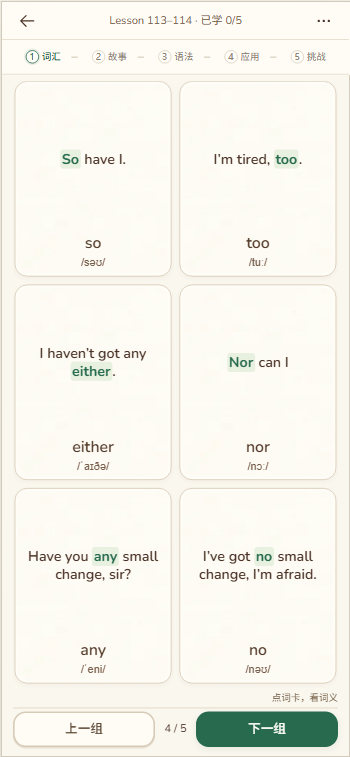 Lesson 113–114 · 已学 0/5
1 词汇 – 2 故事 – 3 语法 – 4 应用 – 5 挑战
So have I.
so
/səʊ/
I'm tired, too.
too
/tuː/
I haven't got any
either.
either
/ˈaɪðə/
Nor can I
nor
/nɔː/
Have you any small
change, sir?
any
/ˈeni/
I've got no small
change, I'm afraid.
no
/nəʊ/
点词卡，看词义
上一组
4 / 5
下一组